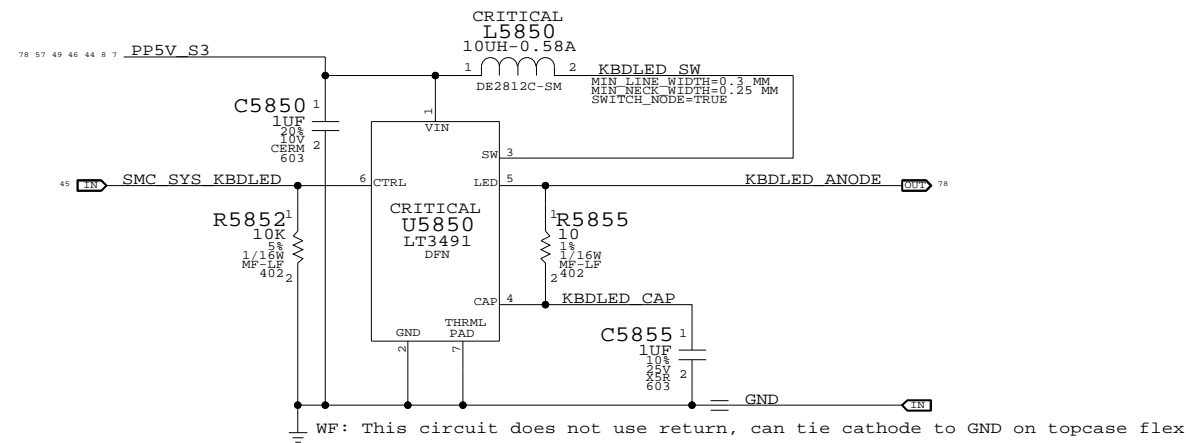 CRITICAL
L5850
10UH-0.58A
78 57 49 46 44 8 7 PP5V_S3
1 2 KBDLED_SW
DE2812C-SM
MIN_LINE_WIDTH=0.3 MM
MIN_NECK_WIDTH=0.25 MM
SWITCH_NODE=TRUE
C5850 1
1UF
20%
10V
CERM
603
2
1
VIN
SW 3
45 IN SMC_SYS_KBDLED 6 CTRL
LED 5 KBDLED_ANODE OUT 78
CRITICAL
U5850
LT3491
DFN
R5852 1
10K
5%
1/16W
MF-LF
402
2
1 R5855
10
1%
1/16W
MF-LF
402
2
CAP 4 KBDLED_CAP
THRML
PAD
GND
2
7
C5855 1
1UF
10%
25V
X5R
603
2
GND IN
WF: This circuit does not use return, can tie cathode to GND on topcase flex